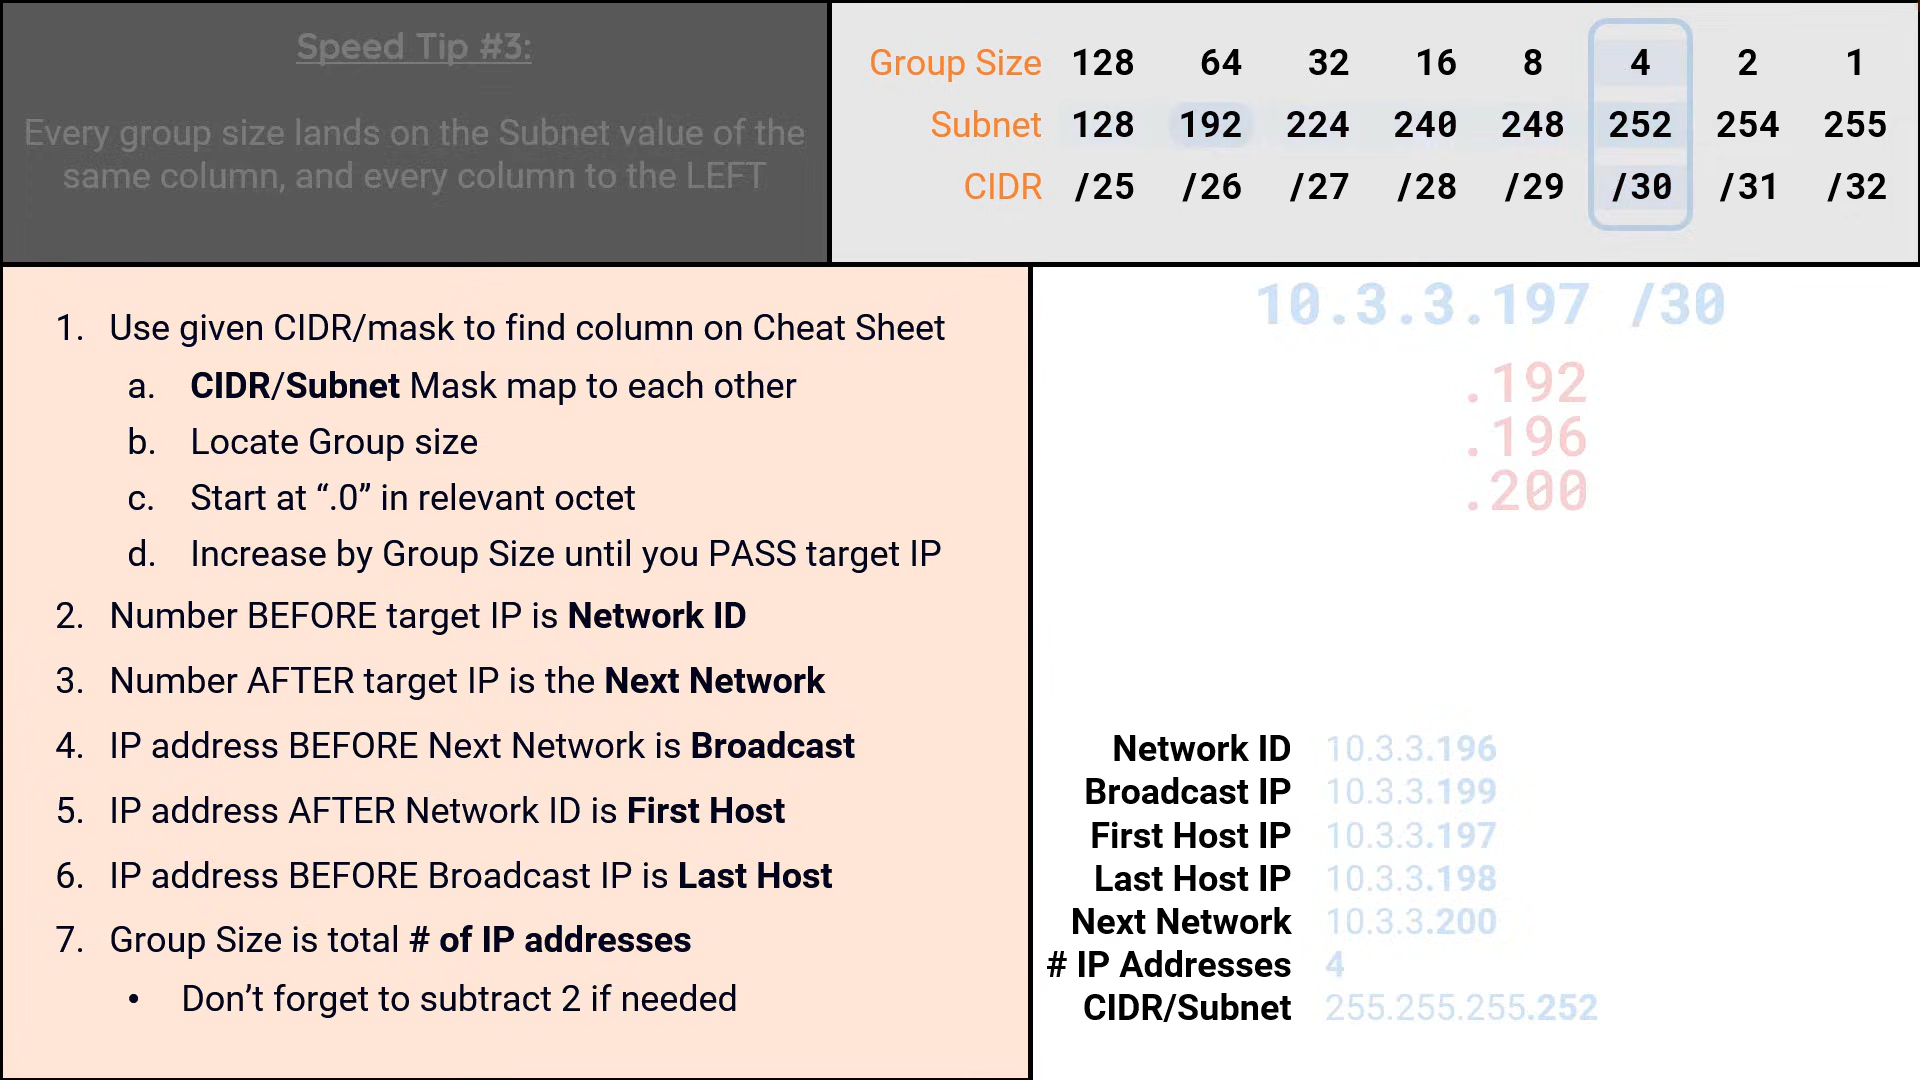 Speed Tip #3:
Every group size lands on the Subnet value of the
same column, and every column to the LEFT
Group Size 128 64 32 16 8 4 2 1
Subnet 128 192 224 240 248 252 254 255
CIDR /25 /26 /27 /28 /29 /30 /31 /32
1. Use given CIDR/mask to find column on Cheat Sheet
a. CIDR/Subnet Mask map to each other
b. Locate Group size
c. Start at “.0” in relevant octet
d. Increase by Group Size until you PASS target IP
2. Number BEFORE target IP is Network ID
3. Number AFTER target IP is the Next Network
4. IP address BEFORE Next Network is Broadcast
5. IP address AFTER Network ID is First Host
6. IP address BEFORE Broadcast IP is Last Host
7. Group Size is total # of IP addresses
• Don’t forget to subtract 2 if needed
10.3.3.197 /30
.192
.196
.200
Network ID 10.3.3.196
Broadcast IP 10.3.3.199
First Host IP 10.3.3.197
Last Host IP 10.3.3.198
Next Network 10.3.3.200
# IP Addresses 4
CIDR/Subnet 255.255.255.252